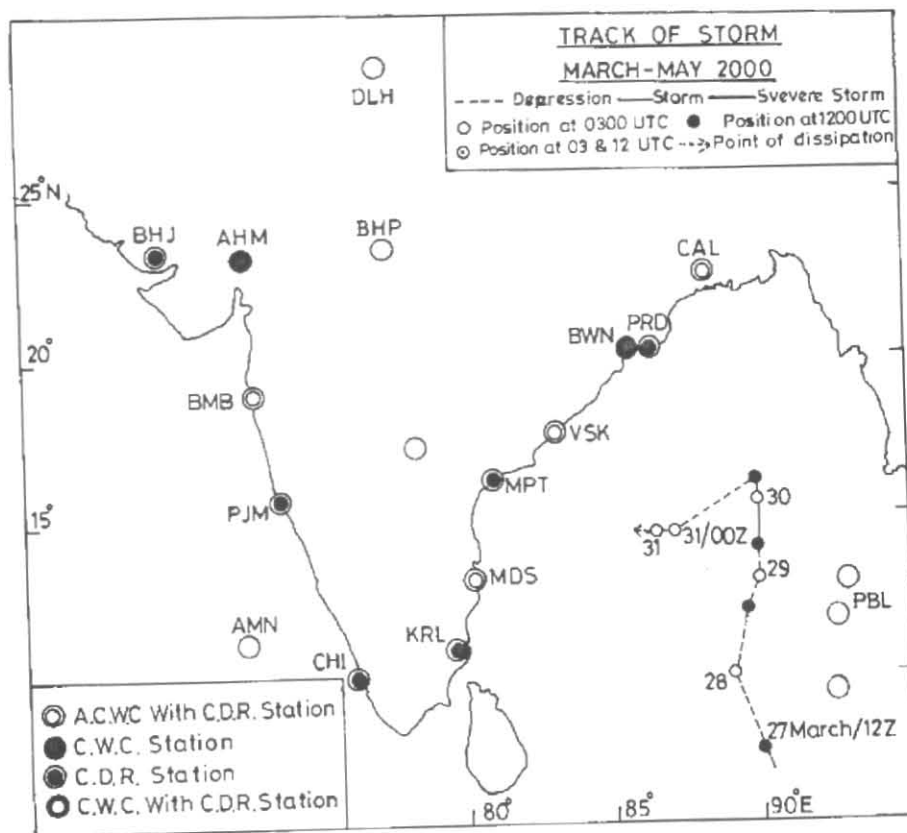 TRACK OF STORM
MARCH-MAY 2000
Depression Storm Svevere Storm
Position at 0300 UTC Position at 1200 UTC
Position at 03 & 12 UTC Point of dissipation
DLH
25°N
BHJ
AHM
BHP
CAL
BWN
PRD
20°
BMB
VSK
MPT
PJM
30
15°
31
31/00Z
29
MDS
PBL
AMN
KRL
CHI
28
27March/12Z
A.C.W.C With C.D.R. Station
C.W.C. Station
C.D.R. Station
C.W.C. With C.D.R Station
80°
85°
90°E